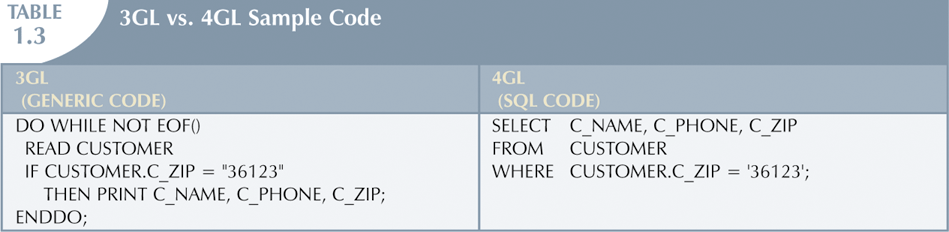 TABLE
1.3
3GL vs. 4GL Sample Code
3GL
(GENERIC CODE)
DO WHILE NOT EOF()
READ CUSTOMER
IF CUSTOMER.C_ZIP = "36123"
THEN PRINT C_NAME, C_PHONE, C_ZIP;
ENDDO;
4GL
(SQL CODE)
SELECT C_NAME, C_PHONE, C_ZIP
FROM CUSTOMER
WHERE CUSTOMER.C_ZIP = '36123';